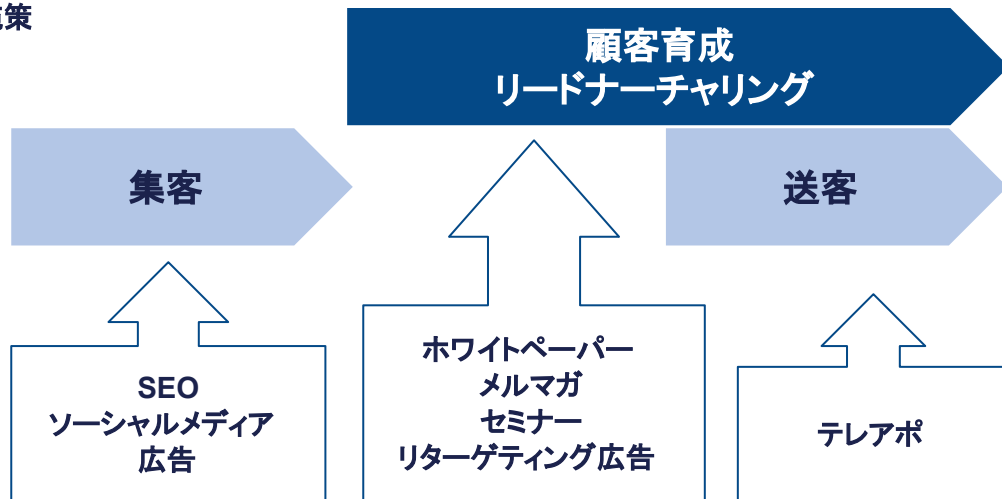 策
顧客育成
リードナーチャリング
集客
送客
ホワイトペーパー
メルマガ
セミナー
リターゲティング広告
SEO
ソーシャルメディア
広告
テレアポ